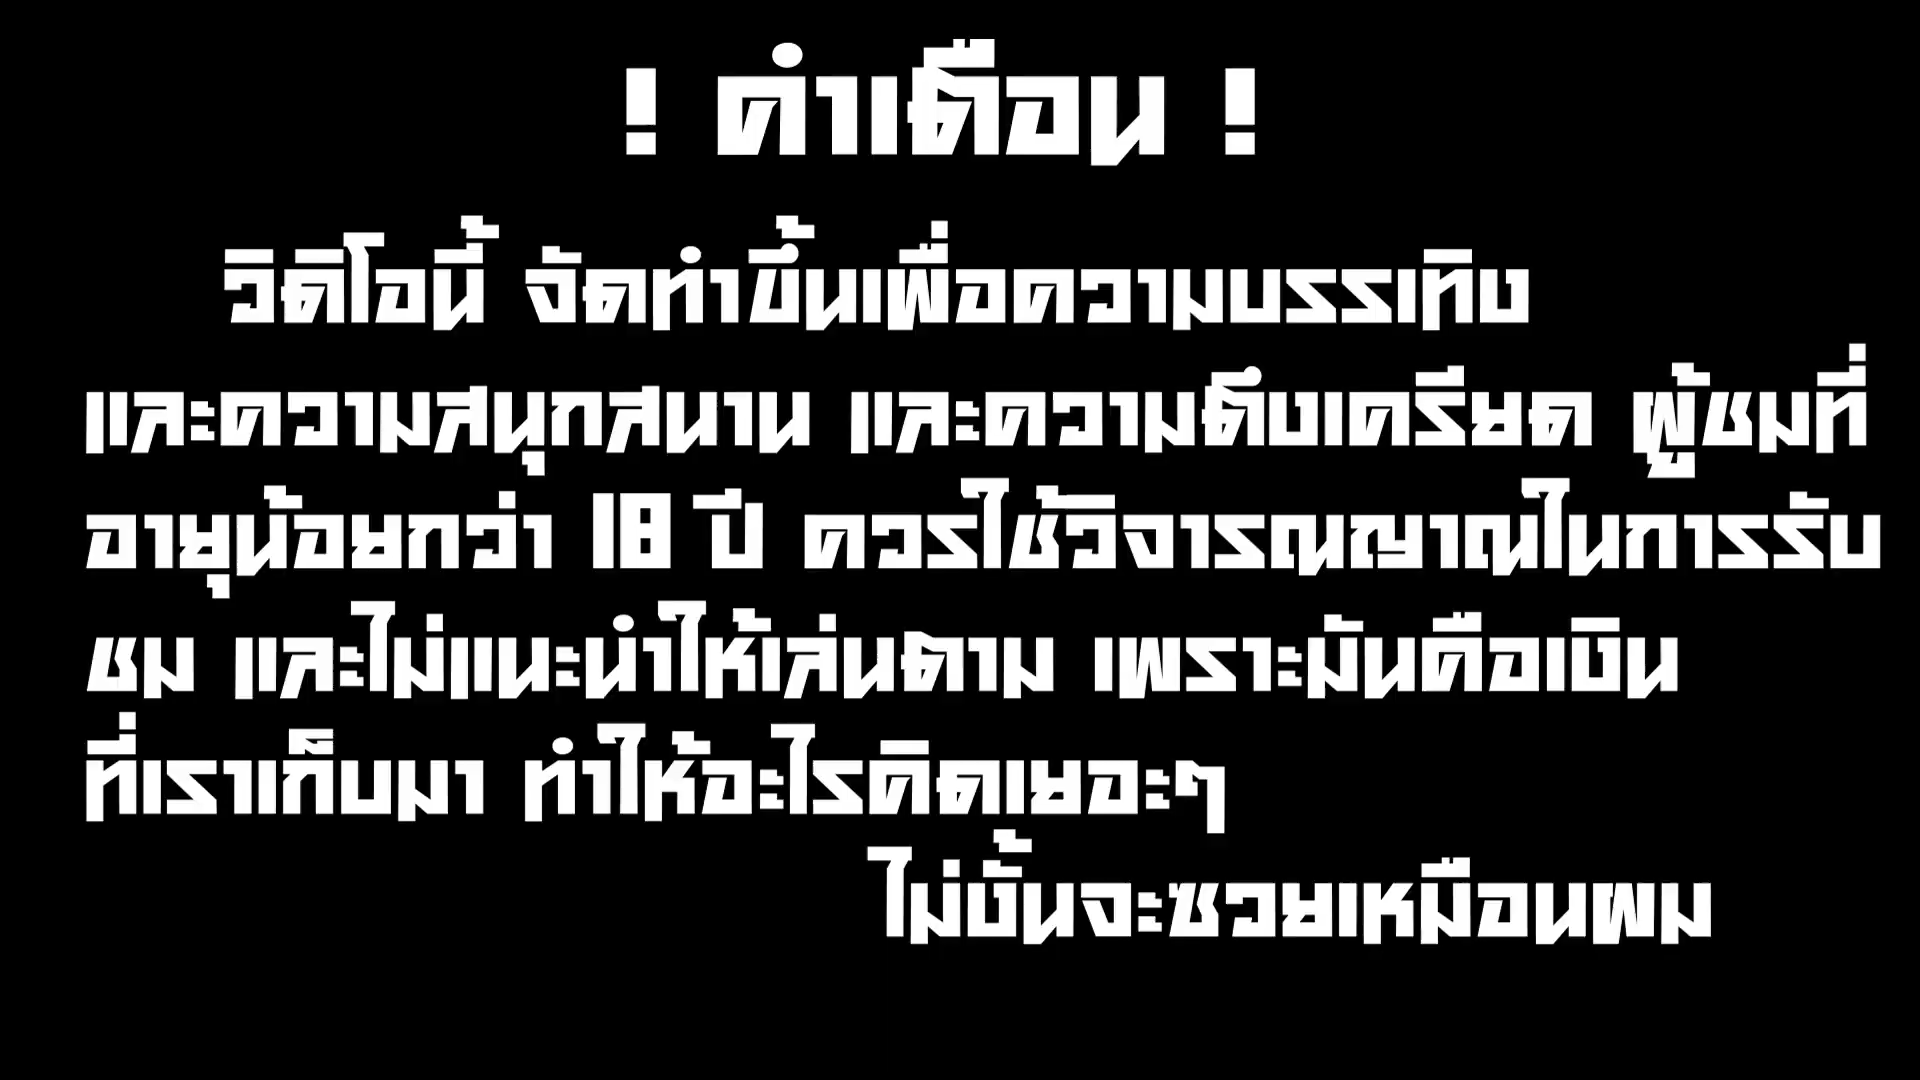 ! คำเตือน !
วิดิโอนี้ จัดทำขึ้นเพื่อความบรรเทิง
และความสนุกสนาน และความตึงเครียด ผู้ชมที่
อายุน้อยกว่า 18 ปี ควรใช้วิจารณญาณในการรับ
ชม และไม่แนะนำให้เล่นตาม เพราะมันคือเงิน
ที่เราเก็บมา ทำให้อะไรคิดเยอะๆ
ไม่งั้นจะซวยเหมือนผม